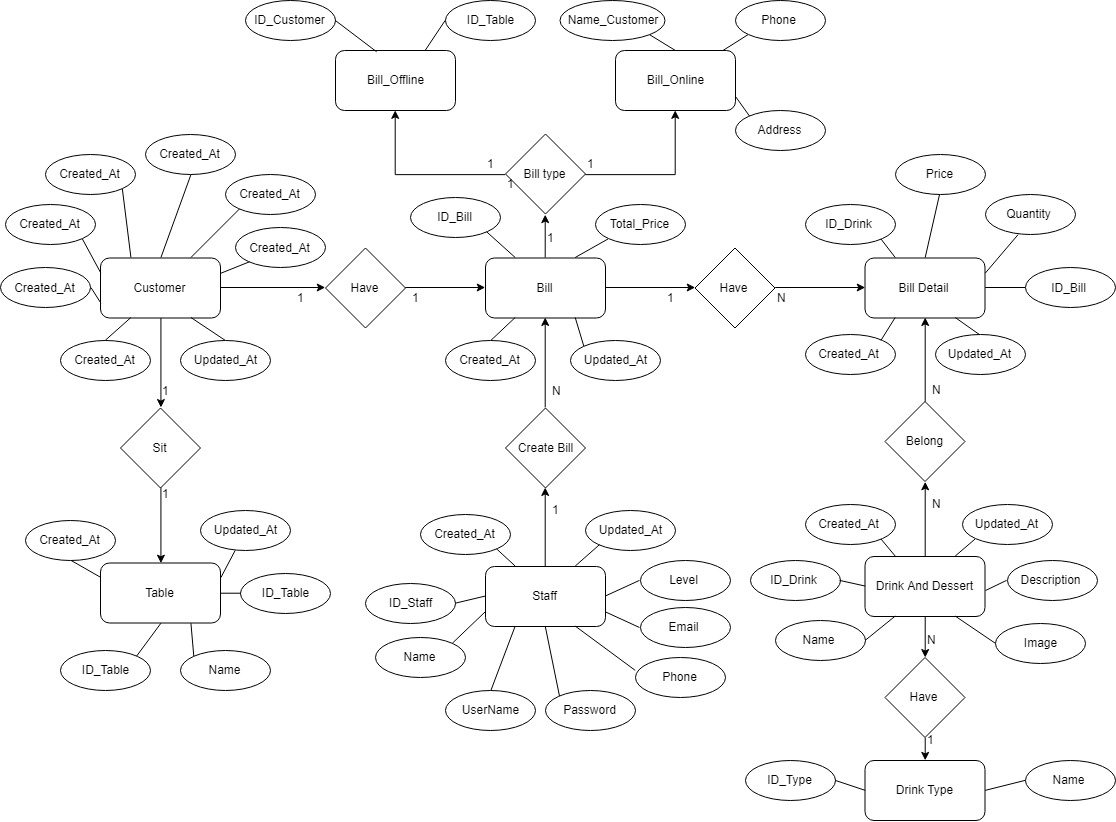 ID_Customer
ID_Table
Name_Customer
Phone
Bill_Offline
Bill_Online
Address
Created_At
Created_At
Created_At
Created_At
Created_At
Created_At
Customer
Created_At
Updated_At
1
1
1
Bill type
1
ID_Bill
Total_Price
1
Price
ID_Drink
Quantity
1
Have
1
Bill
1
Have
N
Bill Detail
ID_Bill
Created_At
Updated_At
Created_At
Updated_At
1
N
N
Sit
Create Bill
Belong
1
1
N
Created_At
Updated_At
Table
ID_Table
ID_Table
Name
Created_At
Updated_At
ID_Staff
Staff
Level
Email
Name
Phone
UserName
Password
Created_At
Updated_At
ID_Drink
Drink And Dessert
Description
Name
Image
N
Have
1
ID_Type
Drink Type
Name